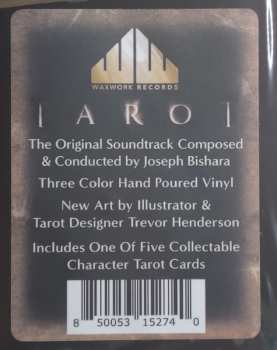 WAXWORK RECORDS
TAROT
The Original Soundtrack Composed
& Conducted by Joseph Bishara
Three Color Hand Poured Vinyl
New Art by Illustrator &
Tarot Designer Trevor Henderson
Includes One Of Five Collectable
Character Tarot Cards
8 50053 15274 0